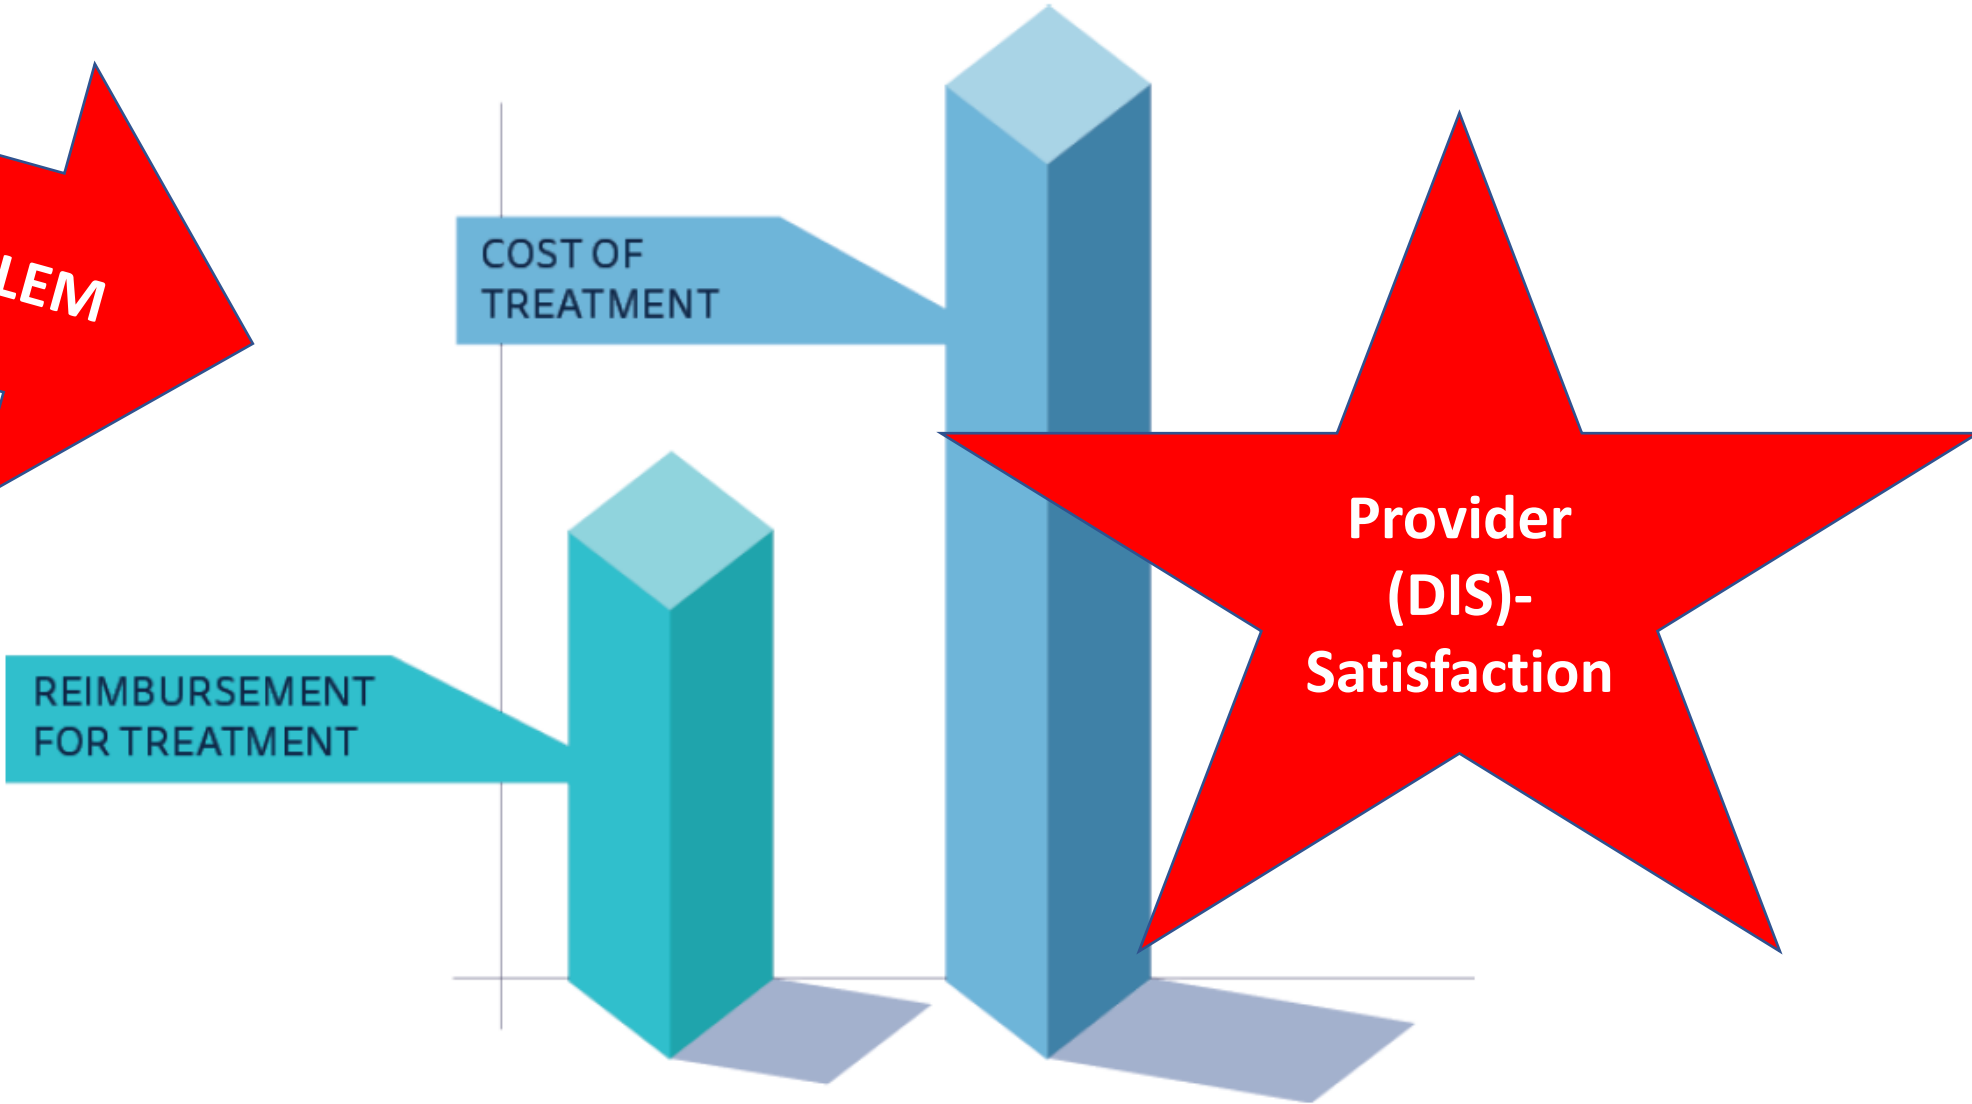 LEM
COST OF
TREATMENT
REIMBURSEMENT
FOR TREATMENT
Provider
(DIS)-
Satisfaction